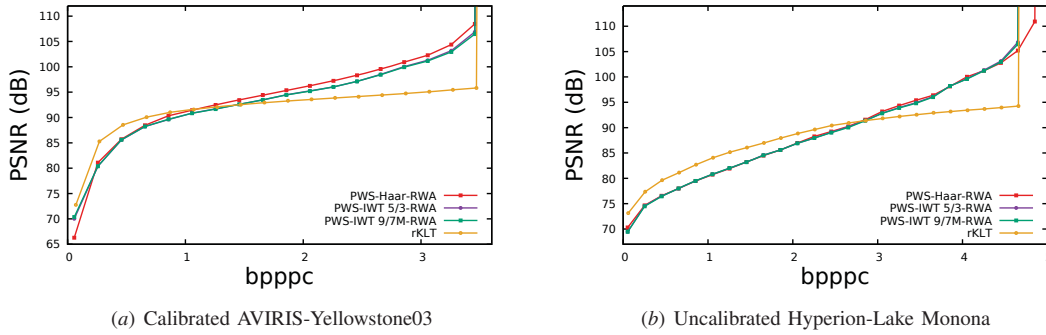 110
105
100
95
90
85
80
75
70
65
PSNR (dB)
PWS-Haar-RWA
PWS-IWT 5/3-RWA
PWS-IWT 9/7M-RWA
rKLT
0 1 2 3
bpppc
(a) Calibrated AVIRIS-Yellowstone03
110
105
100
95
90
85
80
75
70
PSNR (dB)
PWS-Haar-RWA
PWS-IWT 5/3-RWA
PWS-IWT 9/7M-RWA
rKLT
0 1 2 3 4
bpppc
(b) Uncalibrated Hyperion-Lake Monona